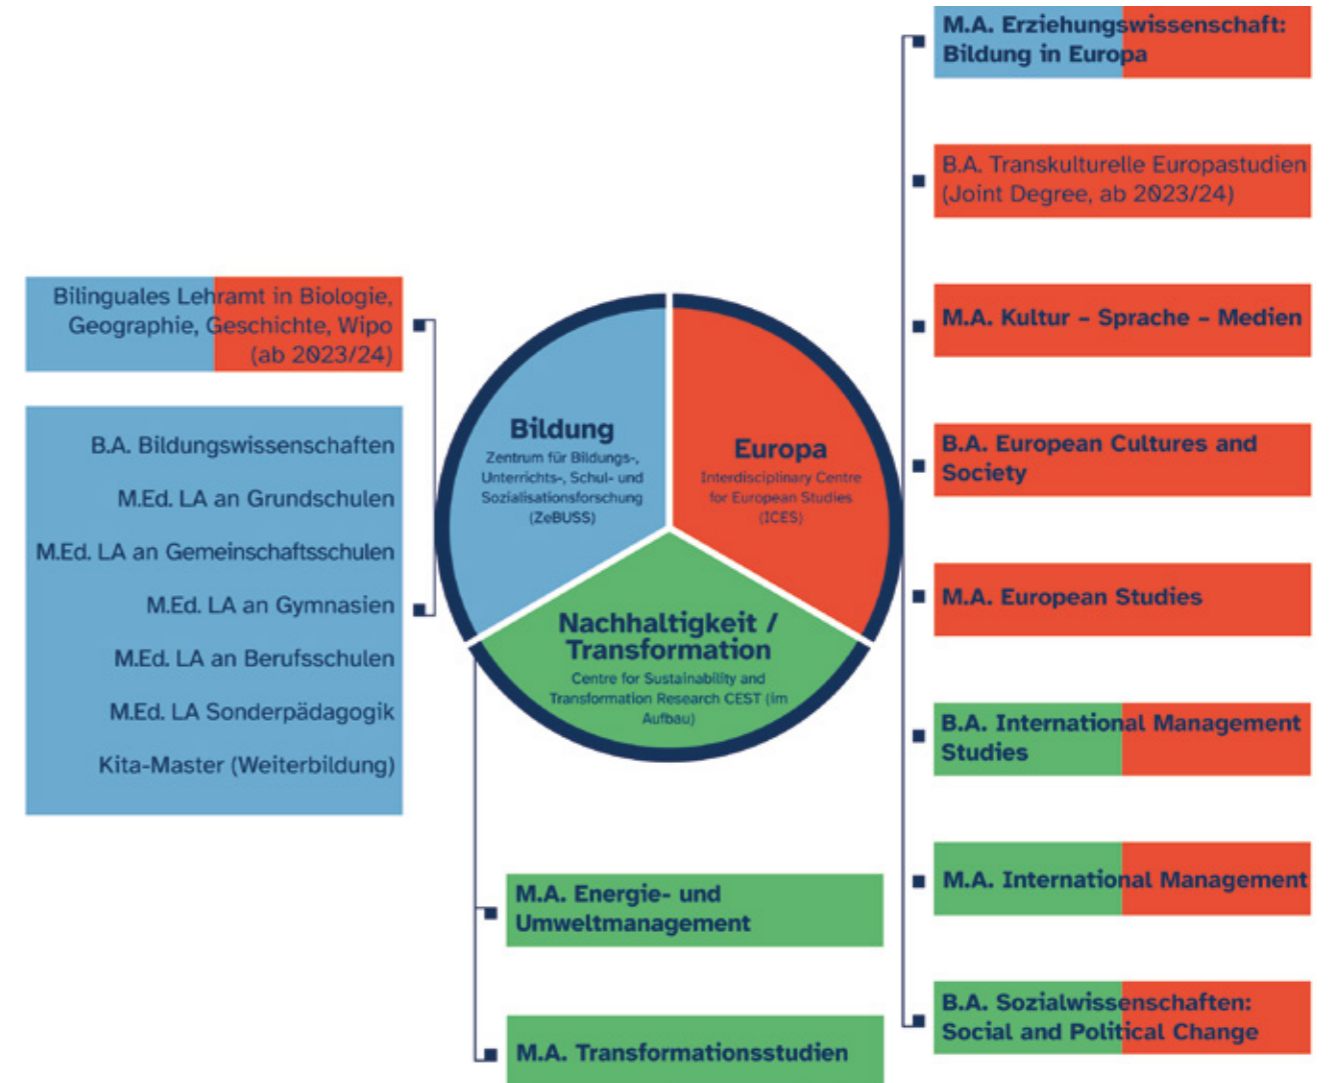 M.A. Erziehungswissenschaft:
Bildung in Europa
B.A. Transkulturelle Europastudien
(Joint Degree, ab 2023/24)
M.A. Kultur – Sprache – Medien
B.A. European Cultures and
Society
M.A. European Studies
B.A. International Management
Studies
M.A. International Management
B.A. Sozialwissenschaften:
Social and Political Change
Bilinguales Lehramt in Biologie,
Geographie, Geschichte, Wipo
(ab 2023/24)
B.A. Bildungswissenschaften
M.Ed. LA an Grundschulen
M.Ed. LA an Gemeinschaftsschulen
M.Ed. LA an Gymnasien
M.Ed. LA an Berufsschulen
M.Ed. LA Sonderpädagogik
Kita-Master (Weiterbildung)
Bildung
Zentrum für Bildungs-,
Unterrichts-, Schul- und
Sozialisationsforschung
(ZeBUSS)
Europa
Interdisciplinary Centre
for European Studies
(ICES)
Nachhaltigkeit /
Transformation
Centre for Sustainability and
Transformation Research CEST (im
Aufbau)
M.A. Energie- und
Umweltmanagement
M.A. Transformationsstudien